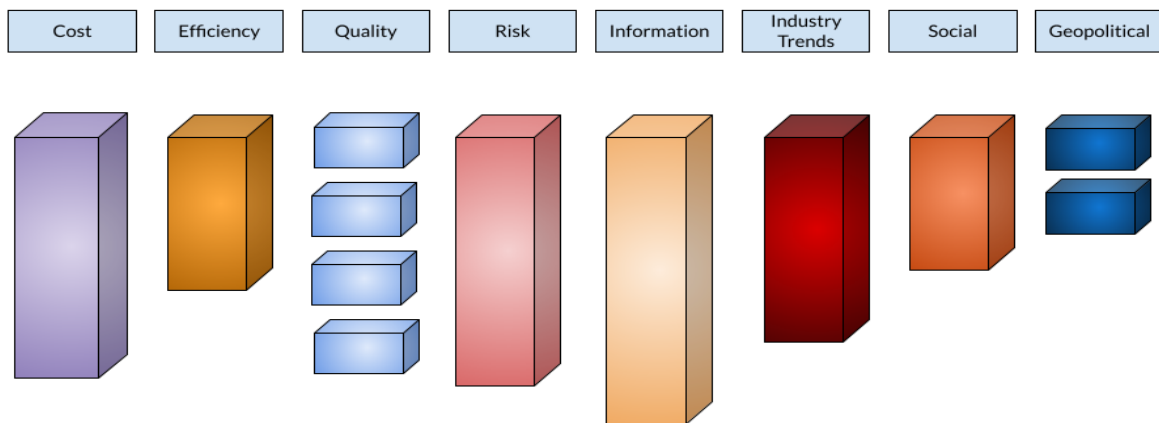 Cost
Efficiency
Quality
Risk
Information
Industry
Trends
Social
Geopolitical